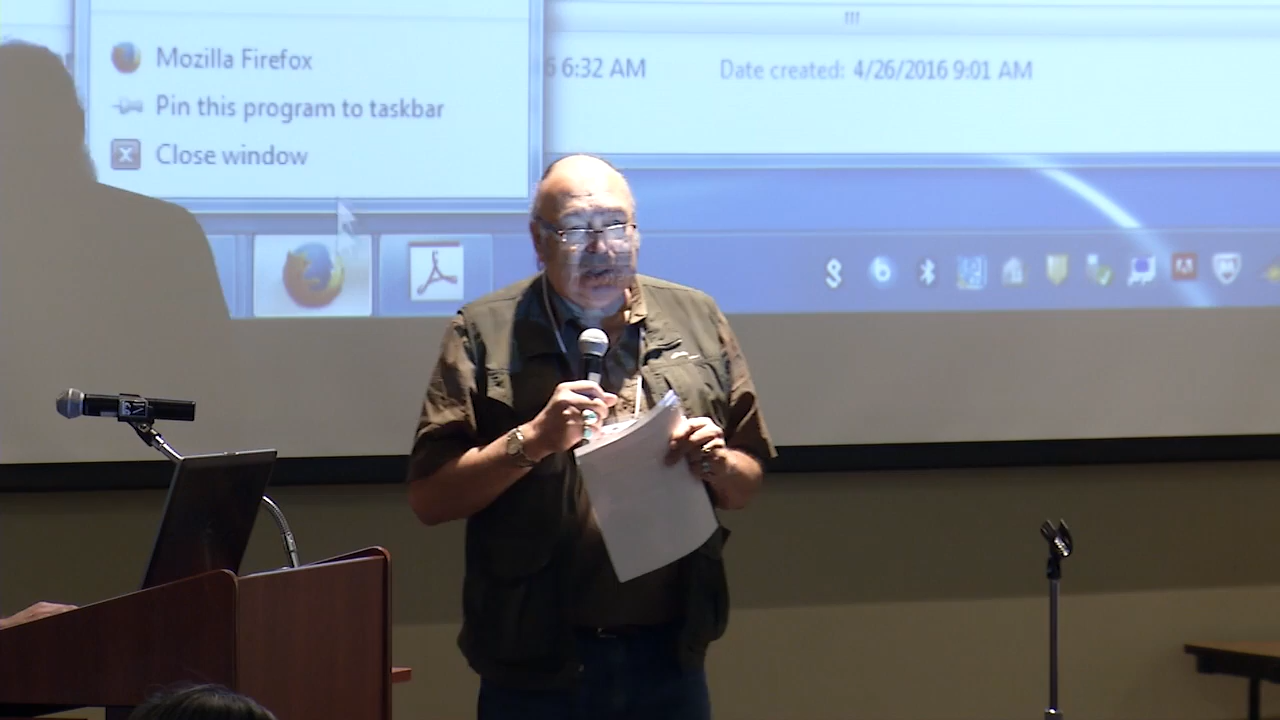 Mozilla Firefox
6 6:32 AM
Date created: 4/26/2016 9:01 AM
Pin this program to taskbar
Close window